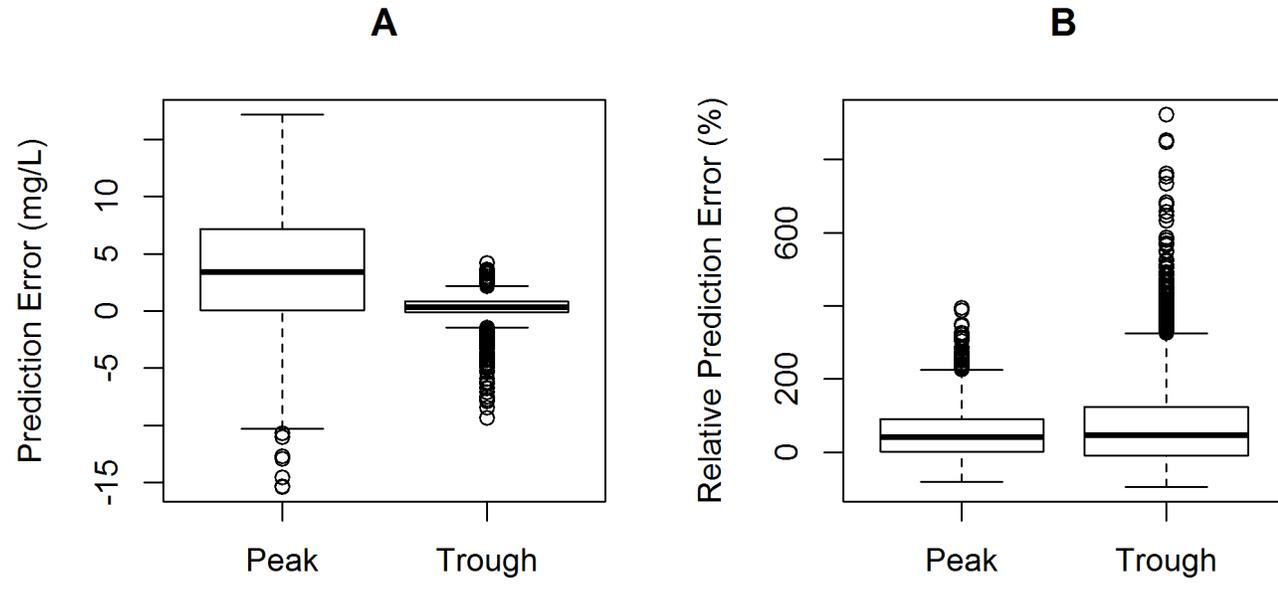 A
Prediction Error (mg/L)
10
5
0
-5
-15
Peak
Trough
B
Relative Prediction Error (%)
600
200
0
Peak
Trough